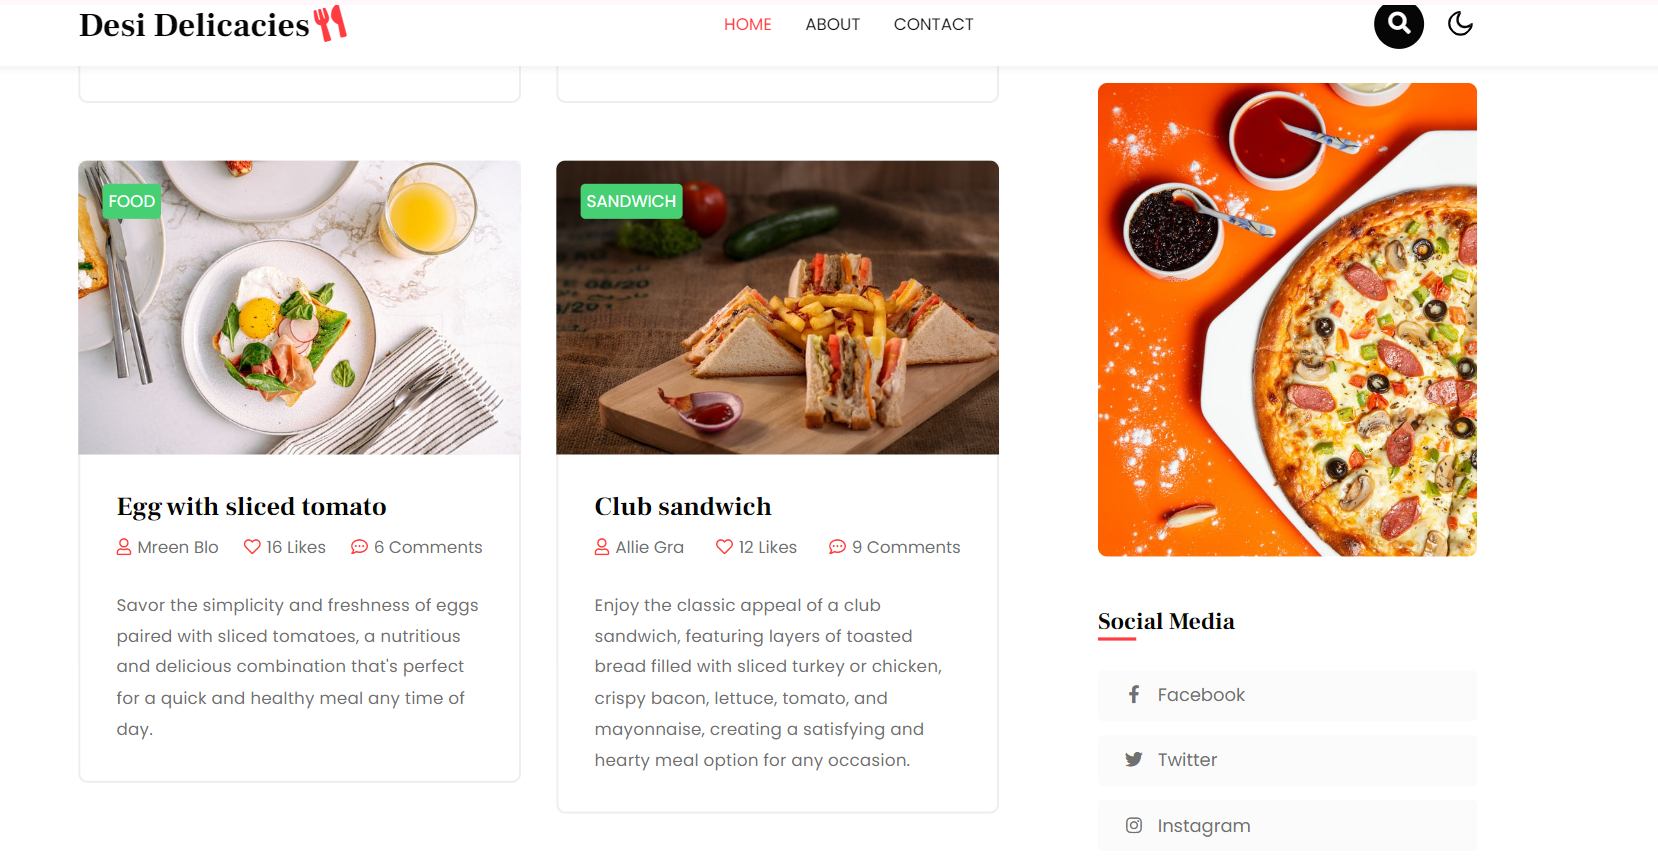 Desi Delicacies
HOME ABOUT CONTACT
FOOD
Egg with sliced tomato
Mreen Blo 16 Likes 6 Comments
Savor the simplicity and freshness of eggs
paired with sliced tomatoes, a nutritious
and delicious combination that's perfect
for a quick and healthy meal any time of
day.
SANDWICH
Club sandwich
Allie Gra 12 Likes 9 Comments
Enjoy the classic appeal of a club
sandwich, featuring layers of toasted
bread filled with sliced turkey or chicken,
crispy bacon, lettuce, tomato, and
mayonnaise, creating a satisfying and
hearty meal option for any occasion.
Social Media
Facebook
Twitter
Instagram